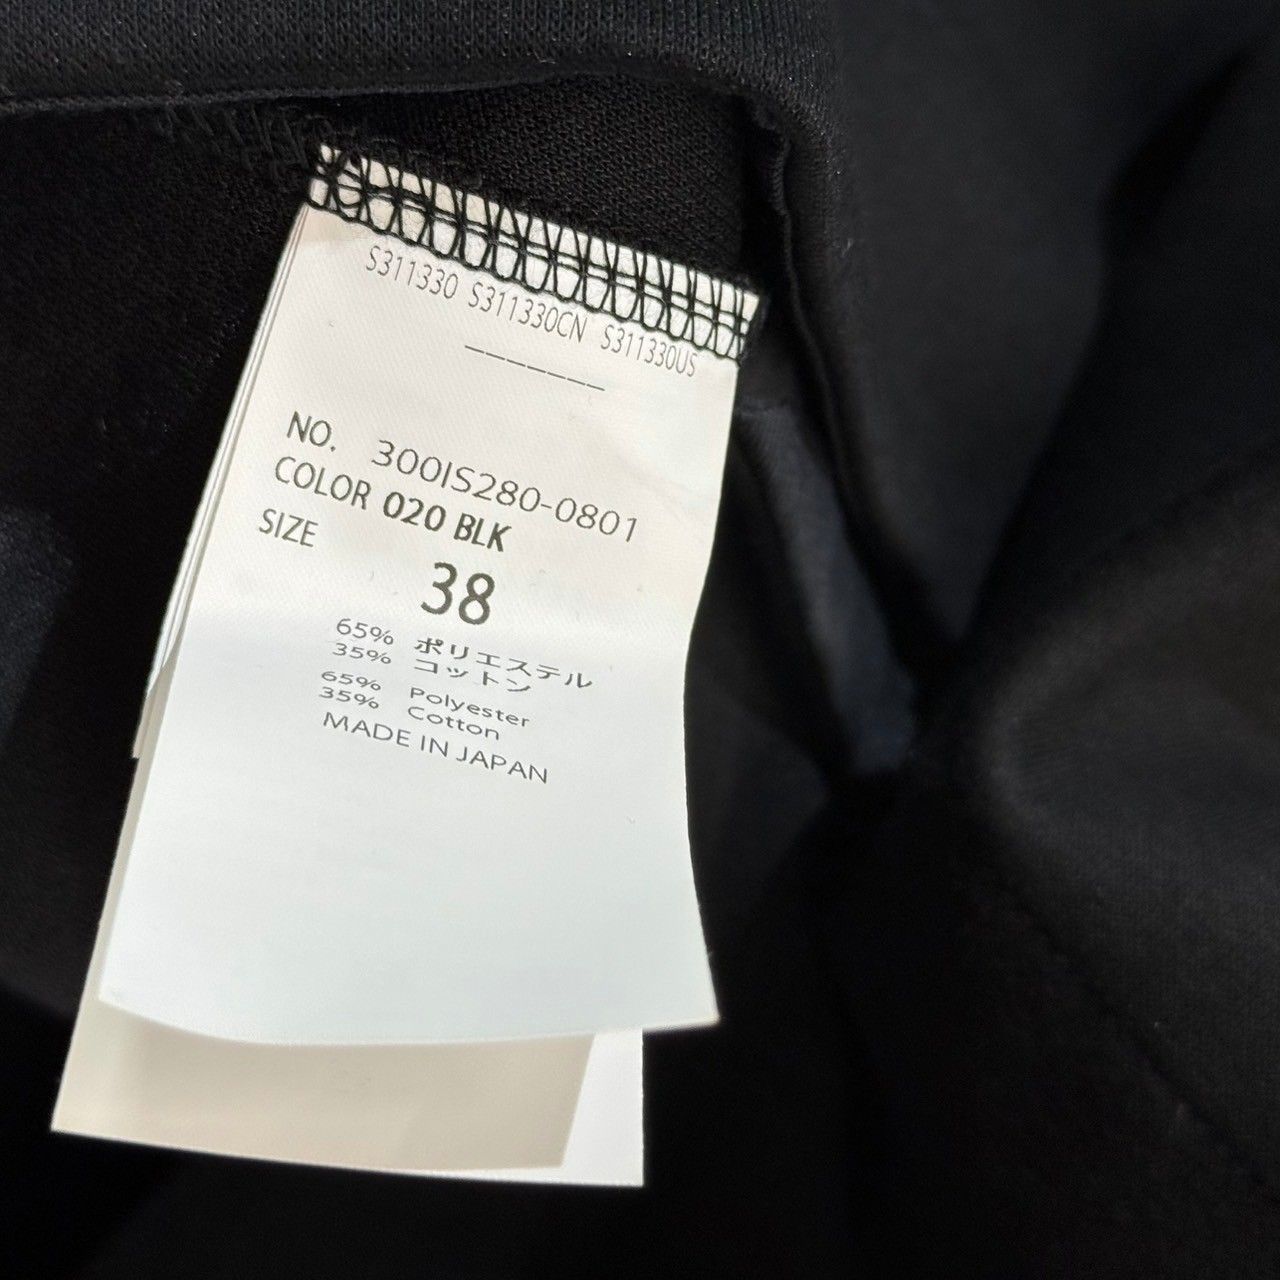 S311330 S311330CN S311330US
_______
NO. 300IS280-0801
COLOR 020 BLK
SIZE
38
65% ポリエステル
35% コットン
65% Polyester
35% Cotton
MADE IN JAPAN